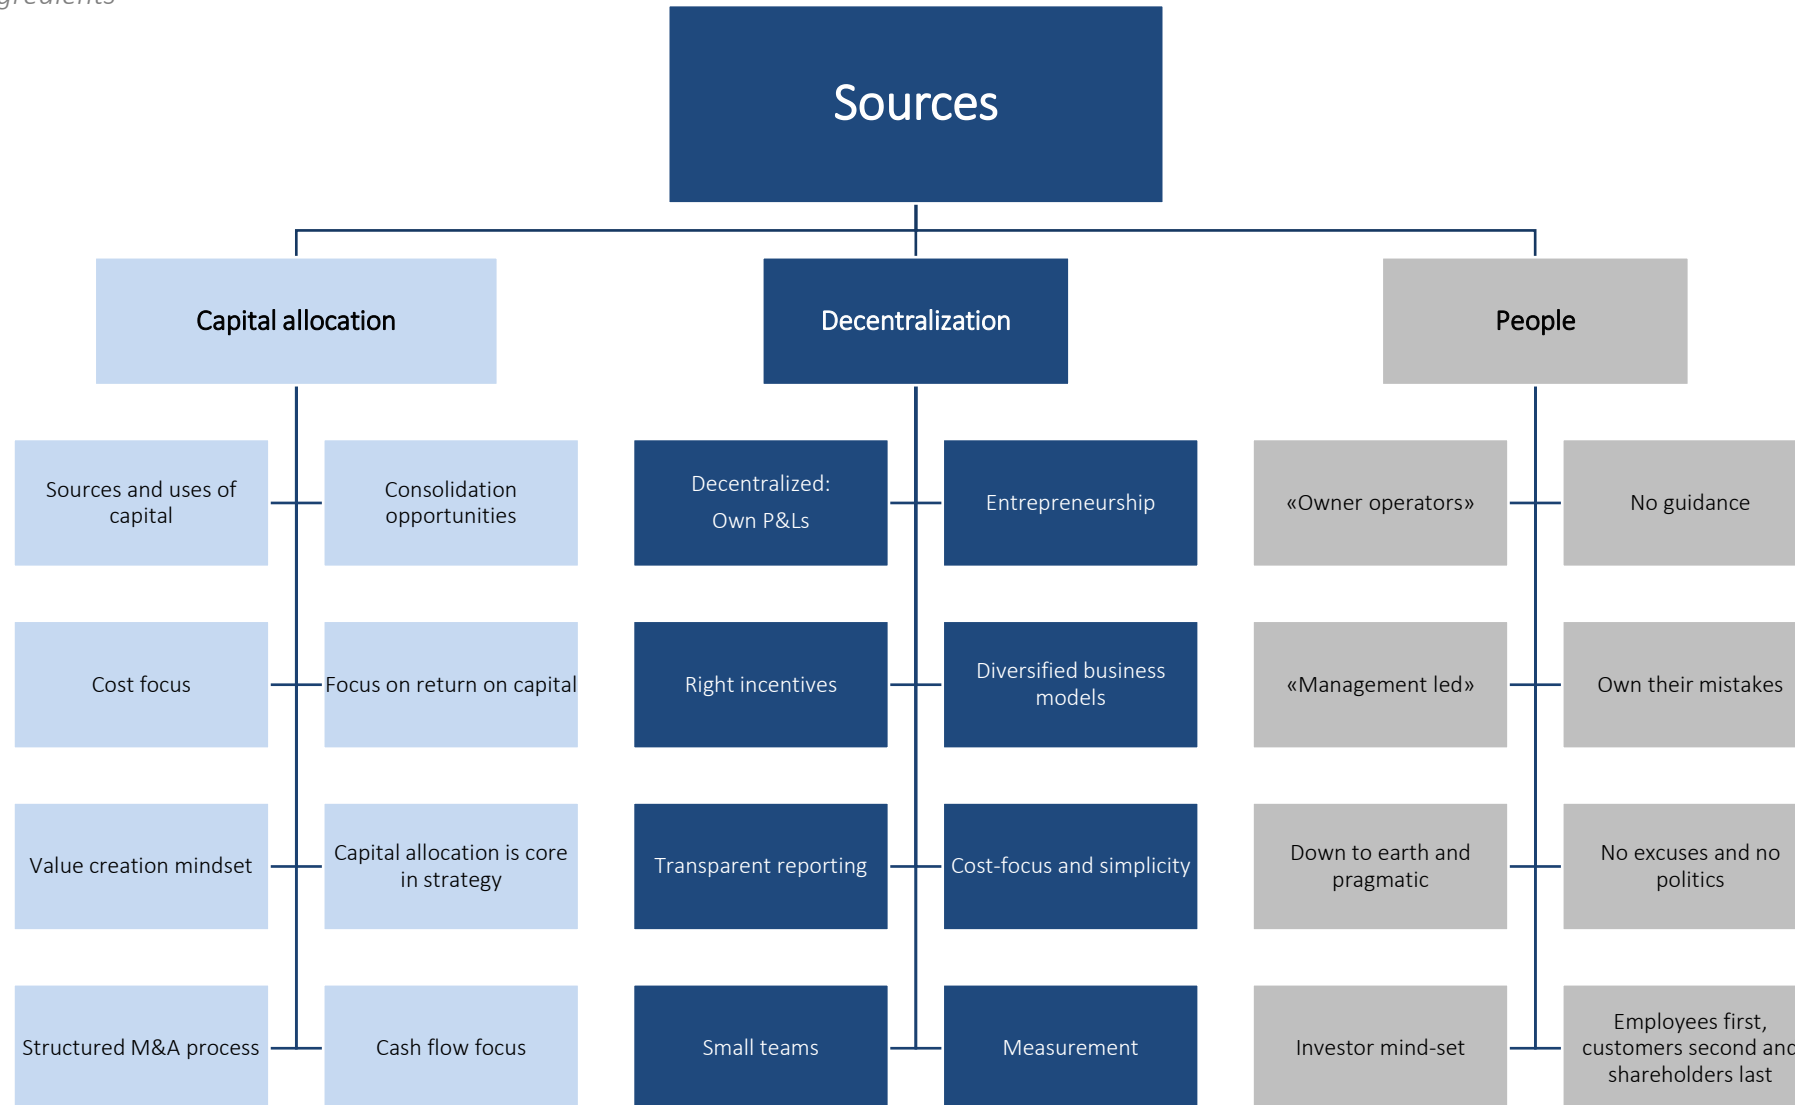 Sources
Capital allocation
Decentralization
People
Sources and uses of
capital
Consolidation
opportunities
Decentralized:
Own P&Ls
Entrepreneurship
«Owner operators»
No guidance
Cost focus
Focus on return on capital
Right incentives
Diversified business
models
«Management led»
Own their mistakes
Value creation mindset
Capital allocation is core
in strategy
Transparent reporting
Cost-focus and simplicity
Down to earth and
pragmatic
No excuses and no
politics
Structured M&A process
Cash flow focus
Small teams
Measurement
Investor mind-set
Employees first,
customers second and
shareholders last